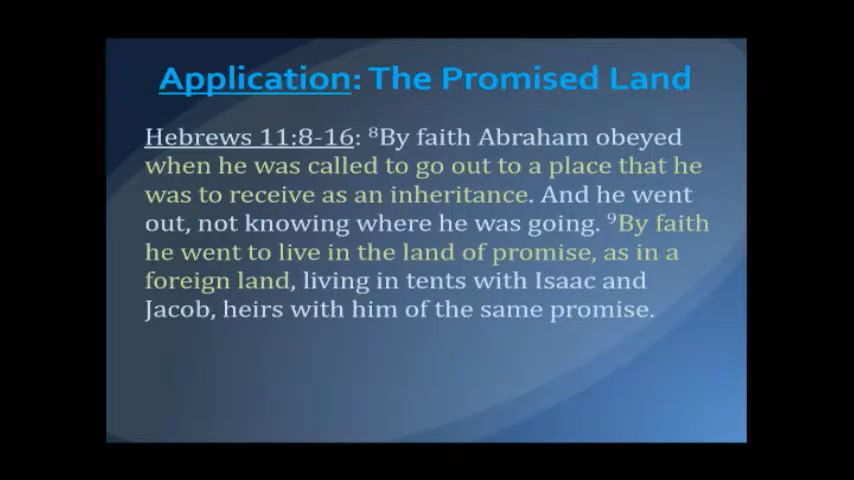 Application: The Promised Land
Hebrews 11:8-16: ⁸By faith Abraham obeyed
when he was called to go out to a place that he
was to receive as an inheritance. And he went
out, not knowing where he was going. ⁹By faith
he went to live in the land of promise, as in a
foreign land, living in tents with Isaac and
Jacob, heirs with him of the same promise.